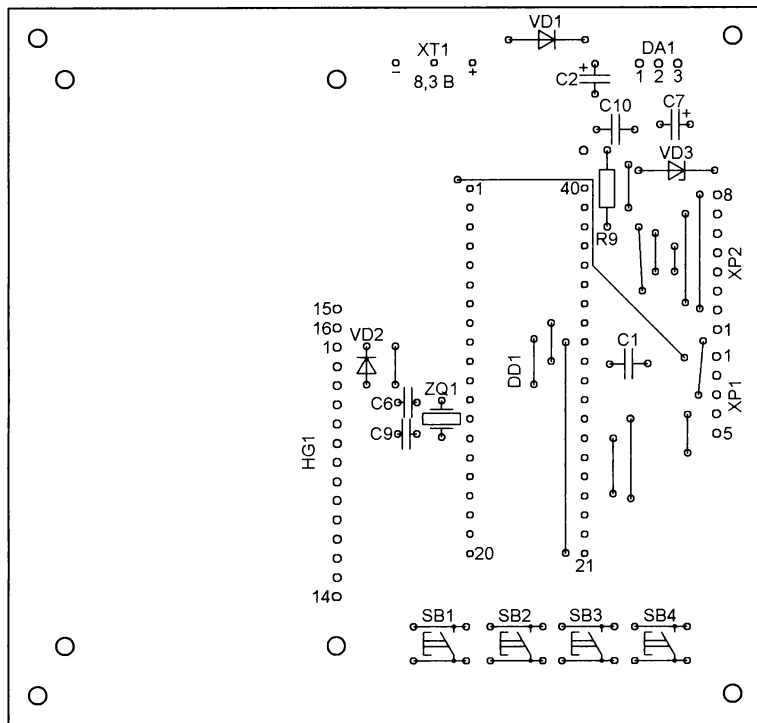 VD1
XT1
DA1
− +
8,3 В
+
C2
1 2 3
C10
C7
+
VD3
1
40
8
R9
XP2
15
16
VD2
1
1
1
DD1
C1
ZQ1
C6
XP1
C9
5
HG1
20
21
14
SB1 SB2 SB3 SB4